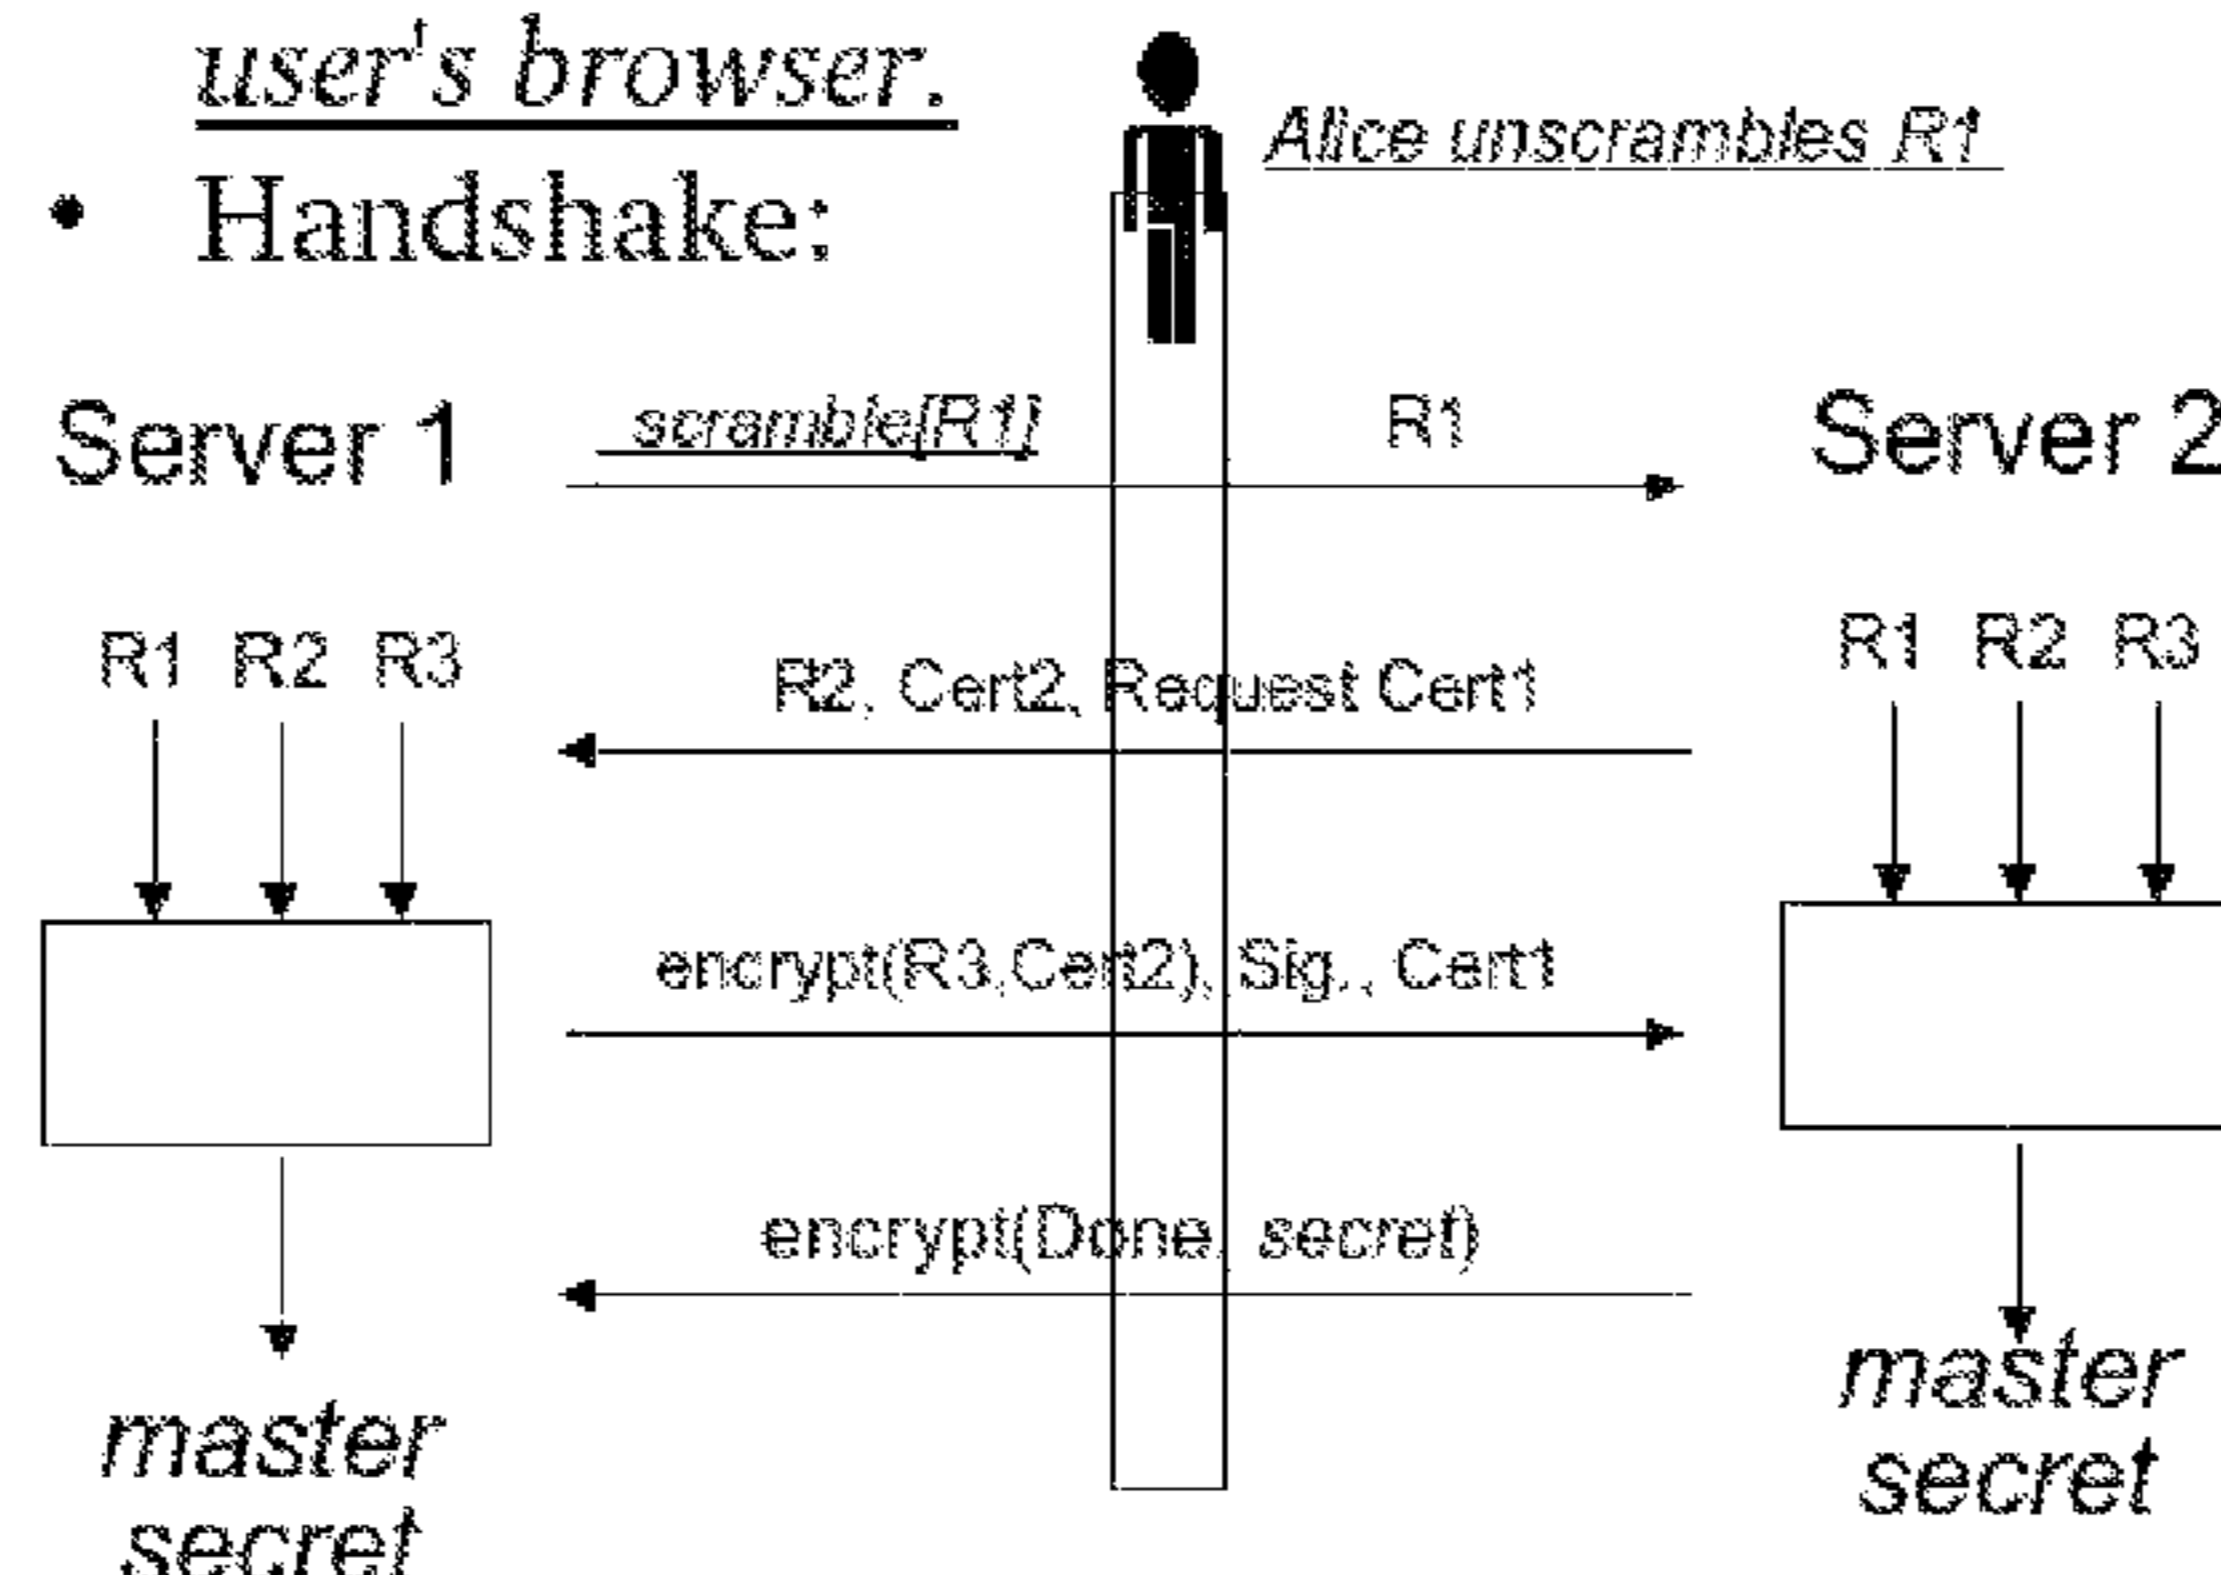 user's browser.
Alice unscrambles R1
• Handshake:
Server 1
scramble[R1]
R1
Server 2
R1 R2 R3
R2, Cert2, Request Cert1
R1 R2 R3
encrypt(R3,Cert2), Sig., Cert1
encrypt(Done, secret)
master
secret
master
secret